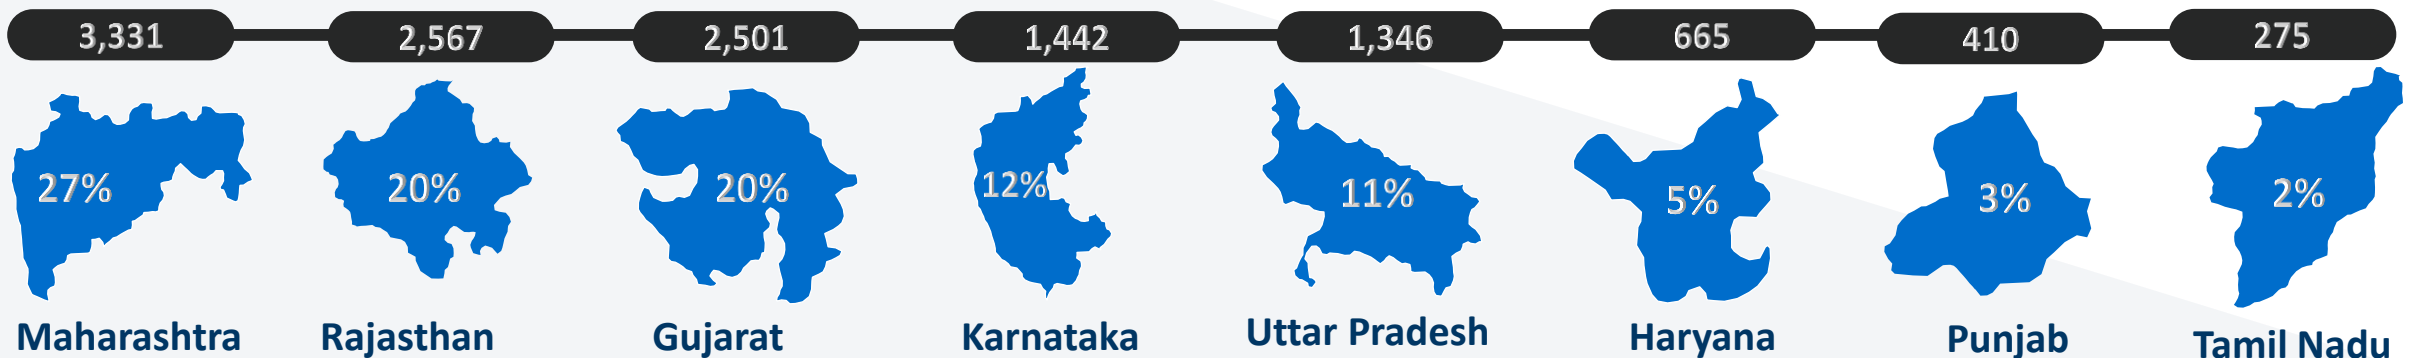 3,331 2,567 2,501 1,442 1,346 665 410 275
27% 20% 20% 12% 11% 5% 3% 2%
Maharashtra Rajasthan Gujarat Karnataka Uttar Pradesh Haryana Punjab Tamil Nadu